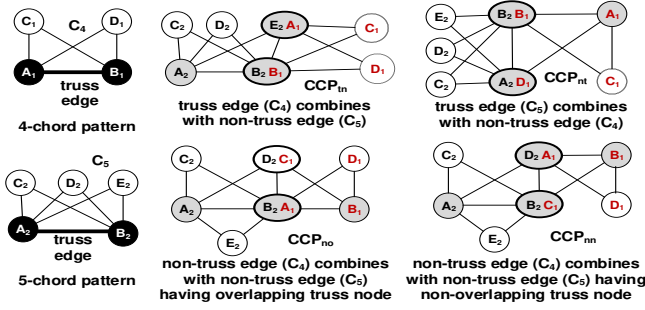 C₁ C₄ D₁
A₁ B₁
truss
edge
4-chord pattern
C₂ D₂ E₂ A₁ C₁
A₂ B₂ B₁ D₁
CCPtn
truss edge (C₄) combines
with non-truss edge (C₅)
E₂ B₂ B₁ A₁
D₂
C₂ A₂ D₁ C₁
CCPnt
truss edge (C₅) combines
with non-truss edge (C₄)
C₅
C₂ D₂ E₂
A₂ B₂
truss
edge
5-chord pattern
C₂ D₂ C₁ D₁
A₂ B₂ A₁ B₁
E₂ CCPno
non-truss edge (C₄) combines
with non-truss edge (C₅)
having overlapping truss node
C₂ D₂ A₁ B₁
A₂ B₂ C₁ D₁
E₂ CCPnn
non-truss edge (C₄) combines
with non-truss edge (C₅) having
non-overlapping truss node